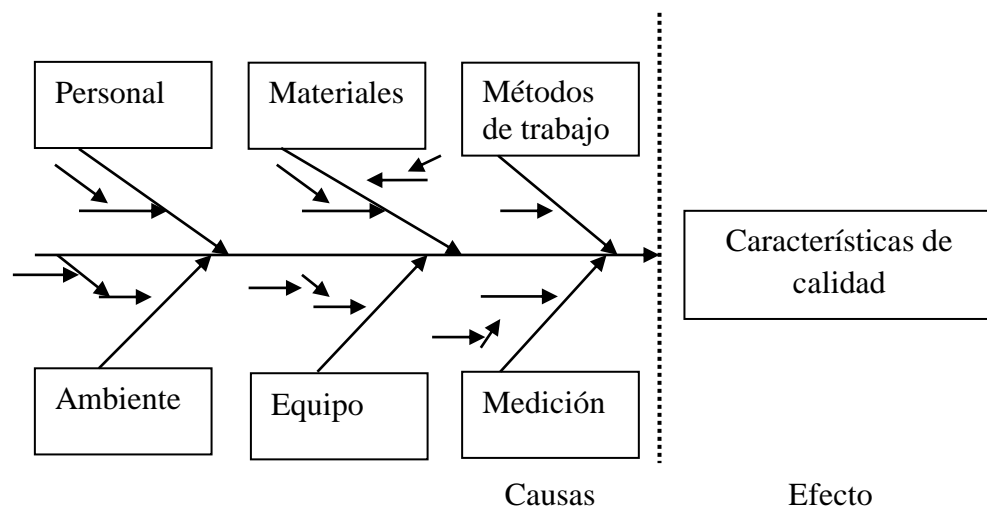 Personal
Materiales
Métodos
de trabajo
Características de
calidad
Ambiente
Equipo
Medición
Causas
Efecto